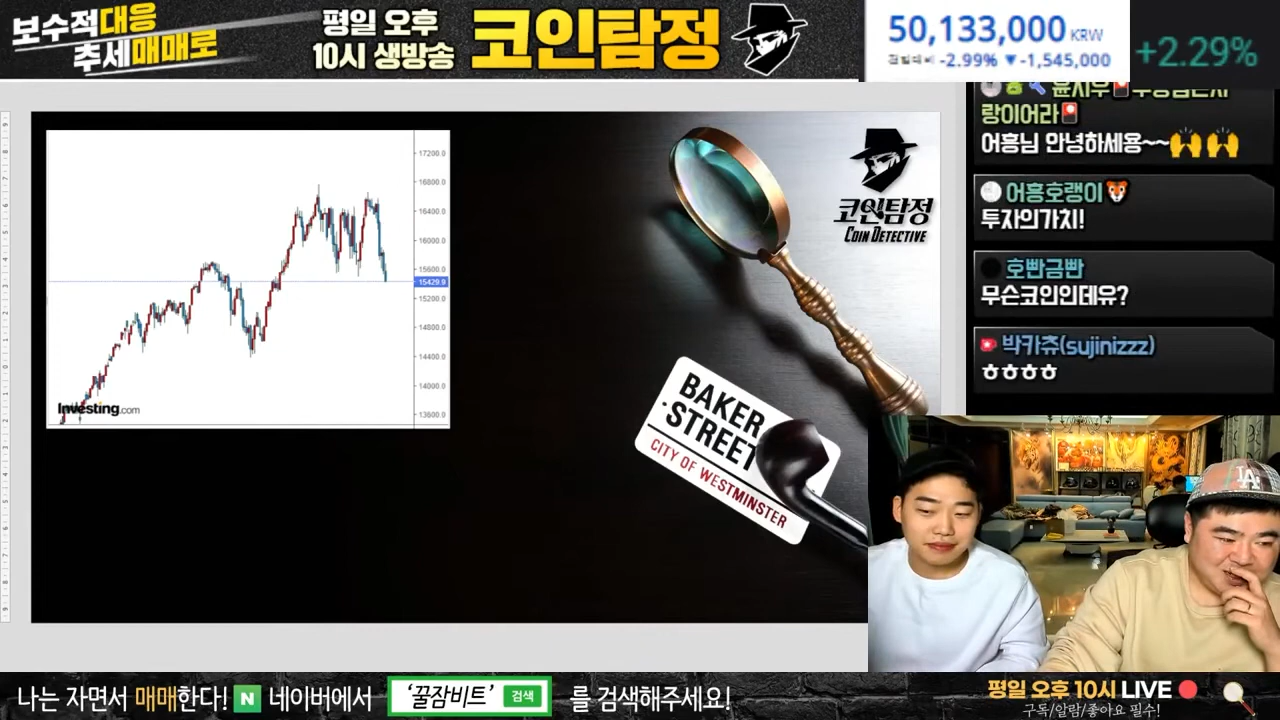 보수적대응
추세매매로
평일 오후
10시 생방송
코인탐정
50,133,000 KRW
전일대비 -2.99% ▼-1,545,000
+2.29%
랑이어라
어흥님 안녕하세용~~
어흥호랭이
투자의가치!
호빤금빤
무슨코인인데유?
박카츄(sujinizzz)
ㅎㅎㅎㅎ
17200.0
16800.0
16400.0
16000.0
15600.0
15429.9
15200.0
14800.0
14400.0
14000.0
13600.0
Investing.com
코인탐정
COIN DETECTIVE
BAKER
STREET
CITY OF WESTMINSTER
LA
나는 자면서 매매한다! N 네이버에서 '꿀잠비트' 검색 를 검색해주세요!
평일 오후 10시 LIVE
구독/알람/좋아요 필수!